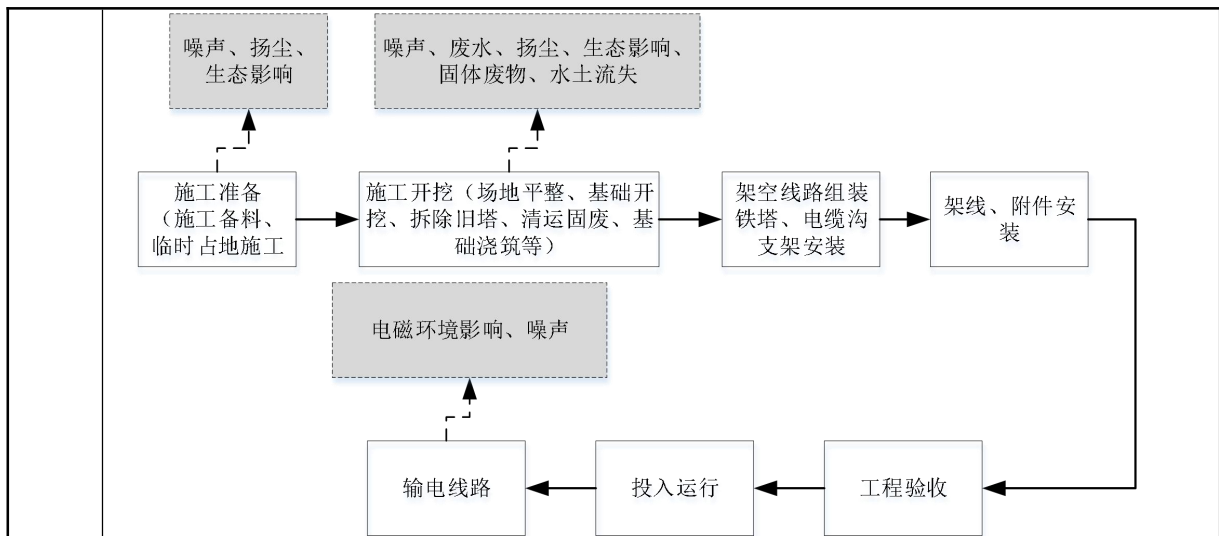 噪声、扬尘、
生态影响
噪声、废水、扬尘、生态影响、
固体废物、水土流失
施工准备
（施工备料、
临时占地施工
施工开挖（场地平整、基础开
挖、拆除旧塔、清运固废、基
础浇筑等）
架空线路组装
铁塔、电缆沟
支架安装
架线、附件安
装
电磁环境影响、噪声
输电线路
投入运行
工程验收